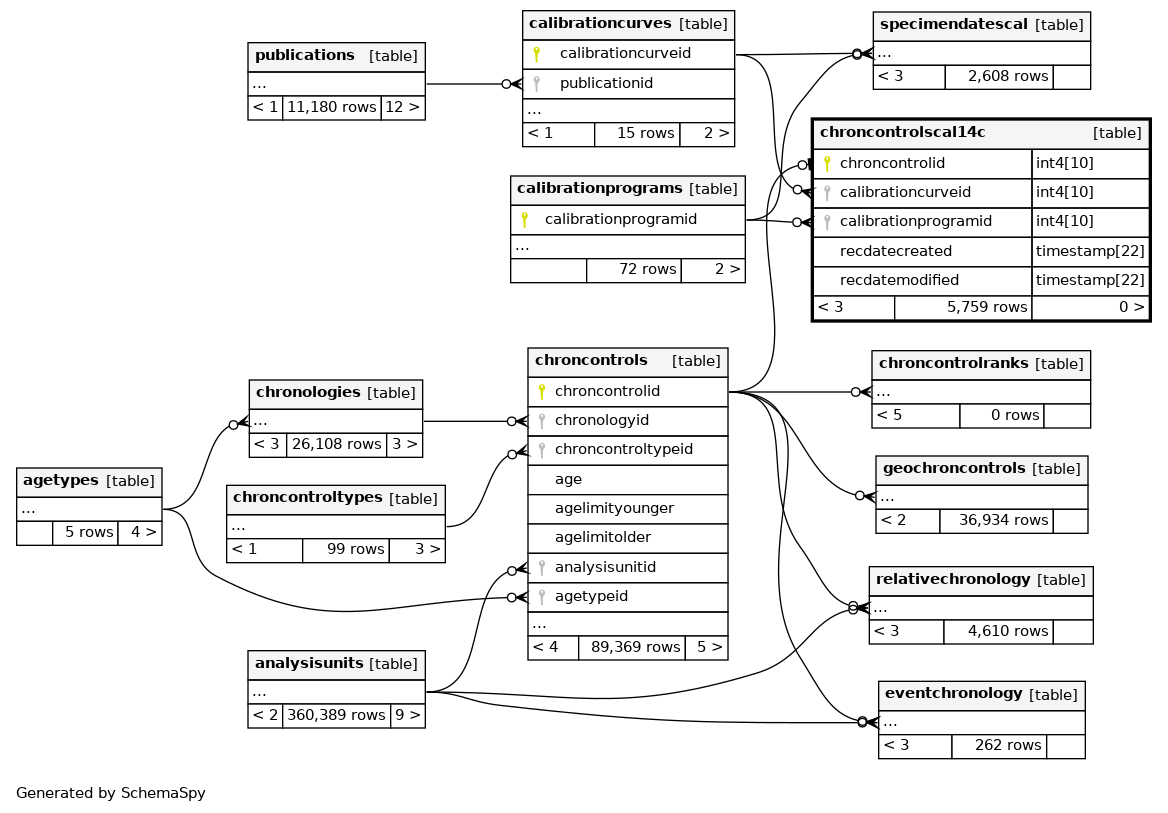 publications [table]
...
< 1 11,180 rows 12 >
calibrationcurves [table]
calibrationcurveid
publicationid
...
< 1 15 rows 2 >
specimendatescal [table]
...
< 3 2,608 rows
chroncontrolscal14c [table]
chroncontrolid int4[10]
calibrationcurveid int4[10]
calibrationprogramid int4[10]
recdatecreated timestamp[22]
recdatemodified timestamp[22]
< 3 5,759 rows 0 >
calibrationprograms [table]
calibrationprogramid
...
72 rows 2 >
chroncontrols [table]
chroncontrolid
chronologyid
chroncontroltypeid
age
agelimityounger
agelimitolder
analysisunitid
agetypeid
...
< 4 89,369 rows 5 >
chronologies [table]
...
< 3 26,108 rows 3 >
agetypes [table]
...
5 rows 4 >
chroncontroltypes [table]
...
< 1 99 rows 3 >
analysisunits [table]
...
< 2 360,389 rows 9 >
chroncontrolranks [table]
...
< 5 0 rows
geochroncontrols [table]
...
< 2 36,934 rows
relativechronology [table]
...
< 3 4,610 rows
eventchronology [table]
...
< 3 262 rows
Generated by SchemaSpy